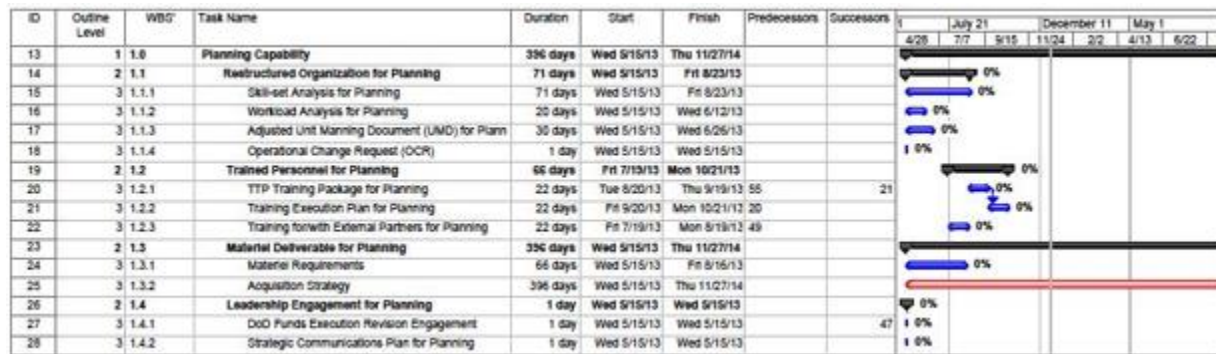 ID Outline Level WBS' Task Name Duration Start Finish Predecessors Successors July 21 December 11 May 1
4/28 7/7 9/15 11/24 2/2 4/13 6/22
13 1 1.0 Planning Capability 396 days Wed 5/15/13 Thu 11/27/14
14 2 1.1 Restructured Organization for Planning 71 days Wed 5/15/13 Fri 8/23/13 0%
15 3 1.1.1 Skill-set Analysis for Planning 71 days Wed 5/15/13 Fri 8/23/13 0%
16 3 1.1.2 Workload Analysis for Planning 20 days Wed 5/15/13 Wed 6/12/13 0%
17 3 1.1.3 Adjusted Unit Manning Document (UMD) for Plann 30 days Wed 5/15/13 Wed 6/26/13 0%
18 3 1.1.4 Operational Change Request (OCR) 1 day Wed 5/15/13 Wed 5/15/13 0%
19 2 1.2 Trained Personnel for Planning 66 days Fri 7/19/13 Mon 10/21/13 0%
20 3 1.2.1 TTP Training Package for Planning 22 days Tue 8/20/13 Thu 9/19/13 55 21 0%
21 3 1.2.2 Training Execution Plan for Planning 22 days Fri 9/20/13 Mon 10/21/13 20 0%
22 3 1.2.3 Training for/with External Partners for Planning 22 days Fri 7/19/13 Mon 8/19/13 49 0%
23 2 1.3 Materiel Deliverable for Planning 396 days Wed 5/15/13 Thu 11/27/14
24 3 1.3.1 Materiel Requirements 66 days Wed 5/15/13 Fri 8/16/13 0%
25 3 1.3.2 Acquisition Strategy 396 days Wed 5/15/13 Thu 11/27/14
26 2 1.4 Leadership Engagement for Planning 1 day Wed 5/15/13 Wed 5/15/13 0%
27 3 1.4.1 DoD Funds Execution Revision Engagement 1 day Wed 5/15/13 Wed 5/15/13 47 0%
28 3 1.4.2 Strategic Communications Plan for Planning 1 day Wed 5/15/13 Wed 5/15/13 0%